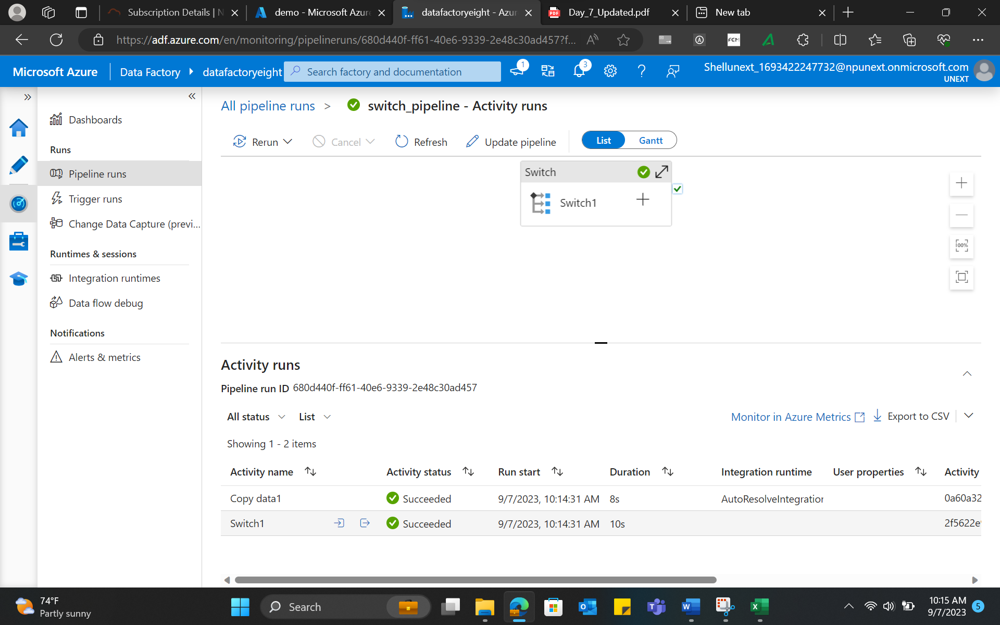 Subscription Details | N
demo - Microsoft Azure
datafactoryeight - Azur
Day_7_Updated.pdf
New tab
https://adf.azure.com/en/monitoring/pipelineruns/680d440f-ff61-40e6-9339-2e48c30ad457?f...
FCM
Microsoft Azure
Data Factory
datafactoryeight
Search factory and documentation
1
3
Shellunext_1693422247732@npunext.onmicrosoft.com
UNEXT
Dashboards
Runs
Pipeline runs
Trigger runs
Change Data Capture (previ...
Runtimes & sessions
Integration runtimes
Data flow debug
Notifications
Alerts & metrics
All pipeline runs > switch_pipeline - Activity runs
Rerun
Cancel
Refresh
Update pipeline
List
Gantt
Switch
Switch1
100%
Activity runs
Pipeline run ID 680d440f-ff61-40e6-9339-2e48c30ad457
All status
List
Monitor in Azure Metrics
Export to CSV
Showing 1 - 2 items
Activity name Activity status Run start Duration Integration runtime User properties Activity
Copy data1 Succeeded 9/7/2023, 10:14:31 AM 8s AutoResolveIntegration 0a60a32
Switch1 Succeeded 9/7/2023, 10:14:31 AM 10s 2f5622e
74°F
Partly sunny
Search
10:15 AM
9/7/2023
5